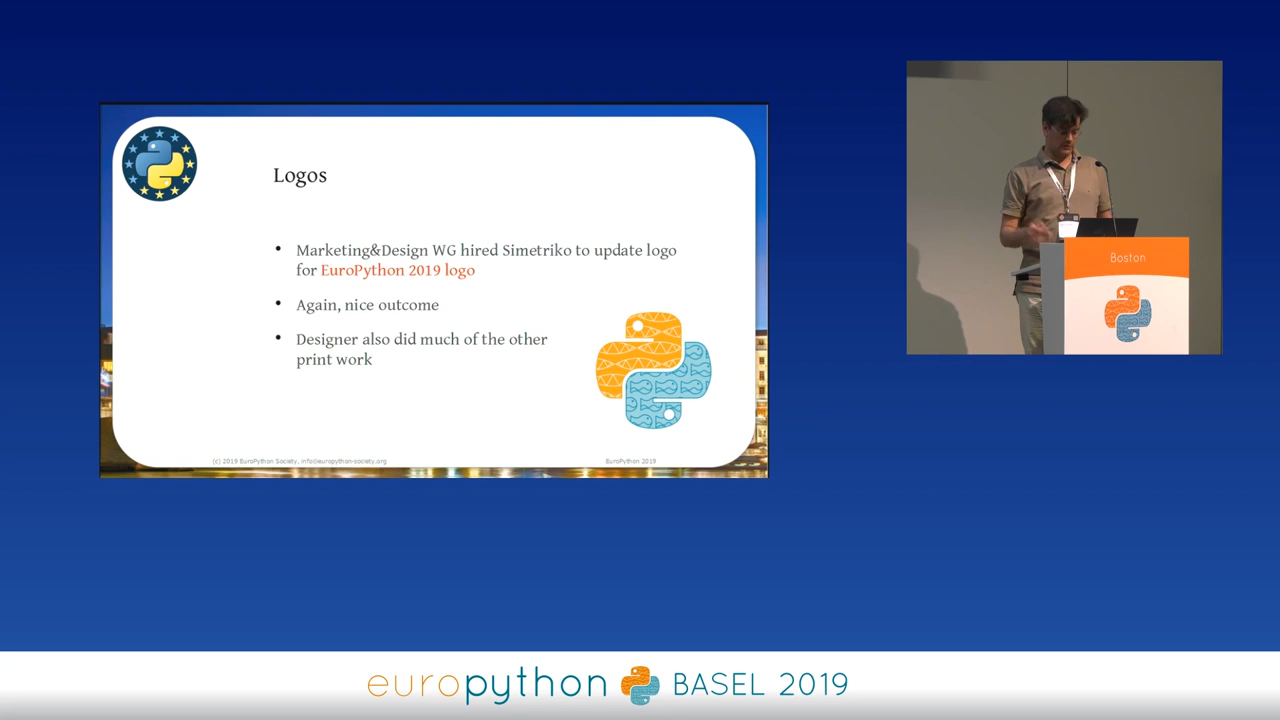 Logos
• Marketing&Design WG hired Simetriko to update logo
for EuroPython 2019 logo
• Again, nice outcome
• Designer also did much of the other
print work
(c) 2019 EuroPython Society, info@europython-society.org
EuroPython 2019
Boston
europython BASEL 2019